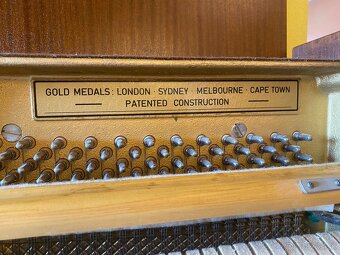 GOLD MEDALS: LONDON · SYDNEY · MELBOURNE · CAPE TOWN
PATENTED CONSTRUCTION